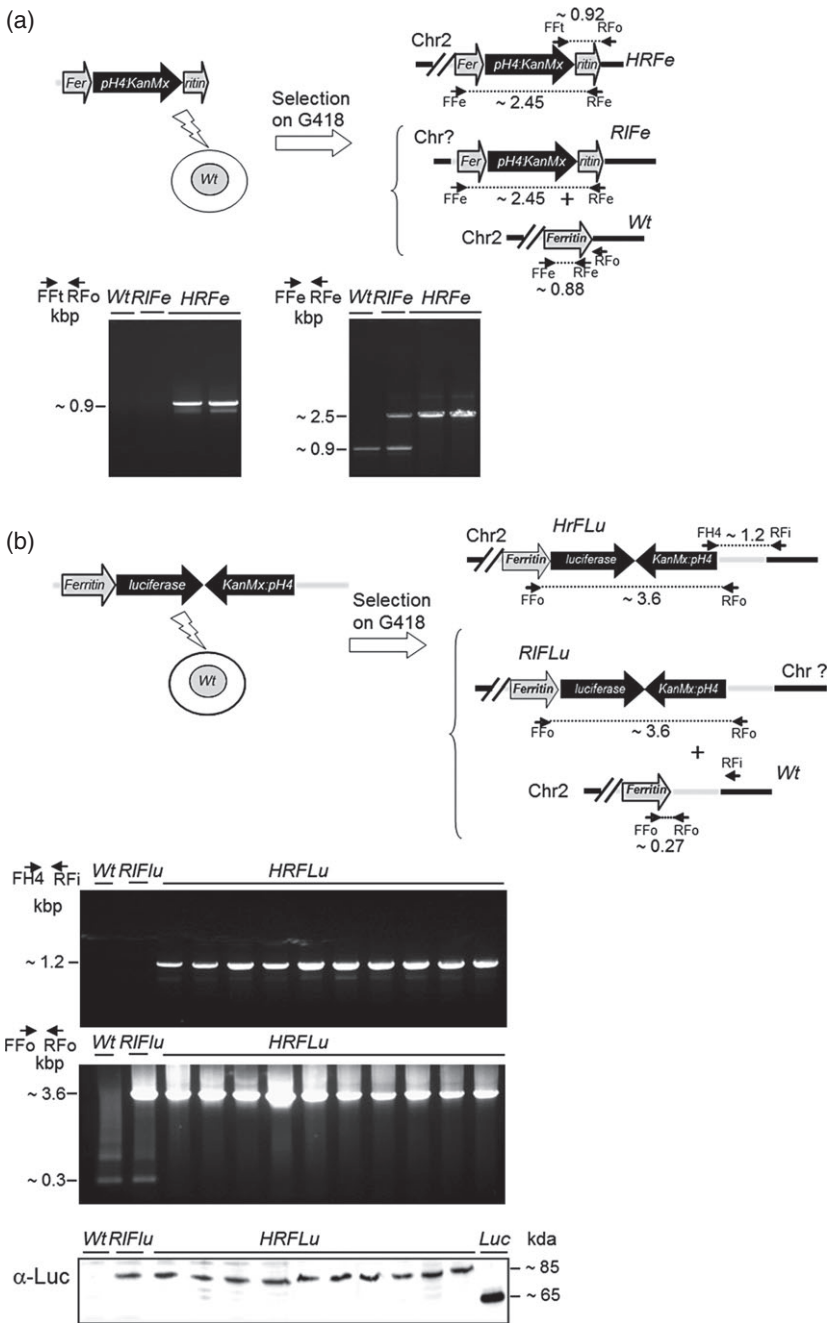 (a)
~ 0.92
FFt RFo
Chr2
Fer pH4:KanMx ritin
HRFe
Fer pH4:KanMx ritin
FFe ~ 2.45 RFe
Selection
on G418
Wt
Chr?
RIFe
Fer pH4:KanMx ritin
FFe ~ 2.45 RFe
+
Wt
Chr2
Ferritin
RFo
FFe RFe
~ 0.88
FFt RFo
kbp
Wt RIFe HRFe
~ 0.9
FFe RFe
kbp
Wt RIFe HRFe
~ 2.5
~ 0.9
(b)
HrFLu
Chr2
FH4 ~ 1.2 RFi
Ferritin luciferase KanMx:pH4
FFo ~ 3.6 RFo
Ferritin luciferase KanMx:pH4
Selection
on G418
Wt
RIFLu
Chr ?
Ferritin luciferase KanMx:pH4
FFo ~ 3.6 RFo
+
RFi
Wt
Chr2
Ferritin
FFo RFo
~ 0.27
FH4 RFi
kbp
Wt RIFlu HRFLu
~ 1.2
FFo RFo
kbp
Wt RIFlu HRFLu
~ 3.6
~ 0.3
Wt RIFlu HRFLu Luc kda
α-Luc
~ 85
~ 65